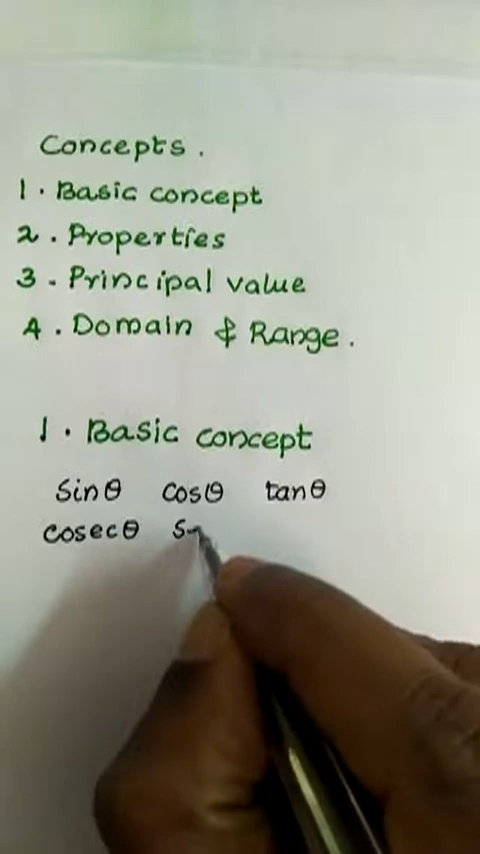 Concepts.
1. Basic concept
2. Properties
3. Principal value
4. Domain & Range.
1. Basic concept
sinθ cosθ tanθ
cosecθ